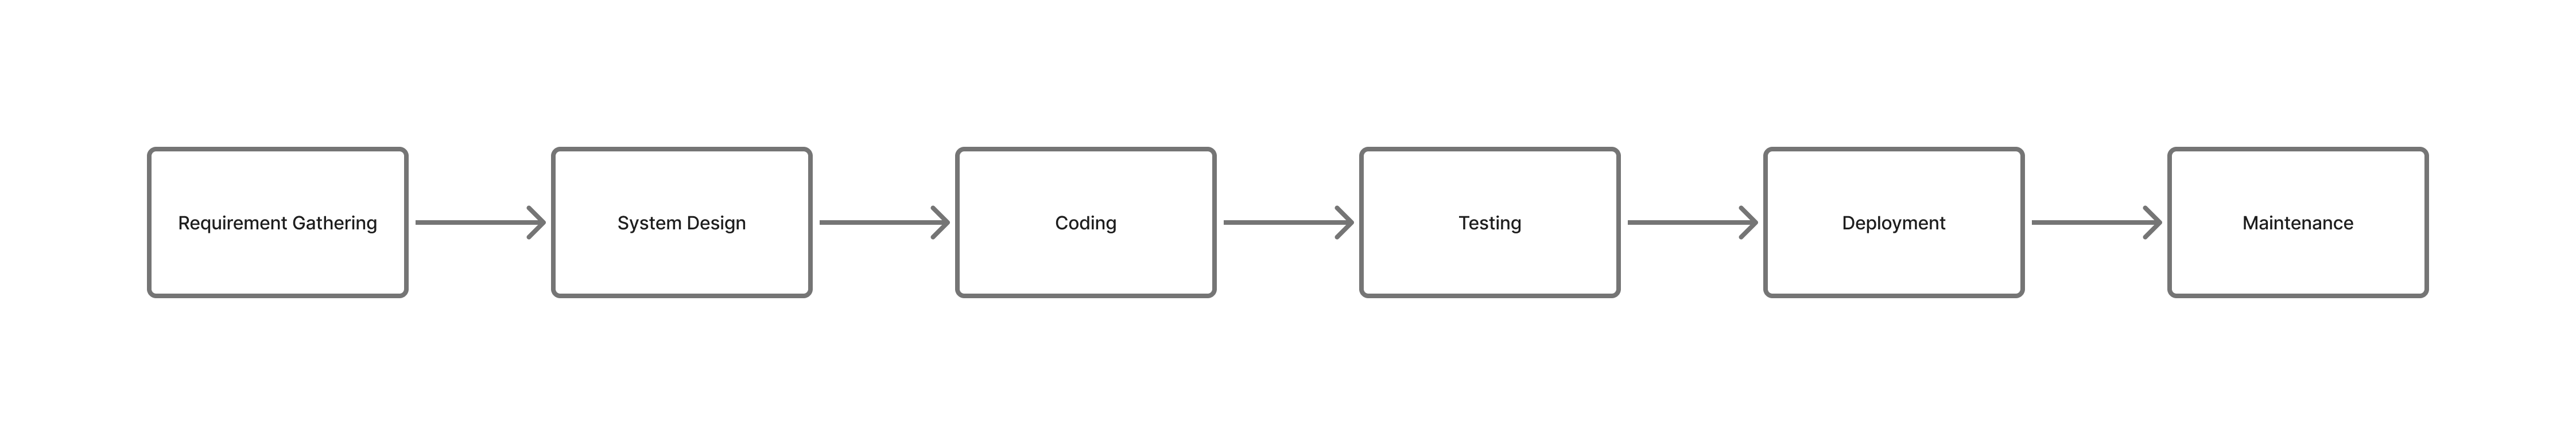 Requirement Gathering
System Design
Coding
Testing
Deployment
Maintenance